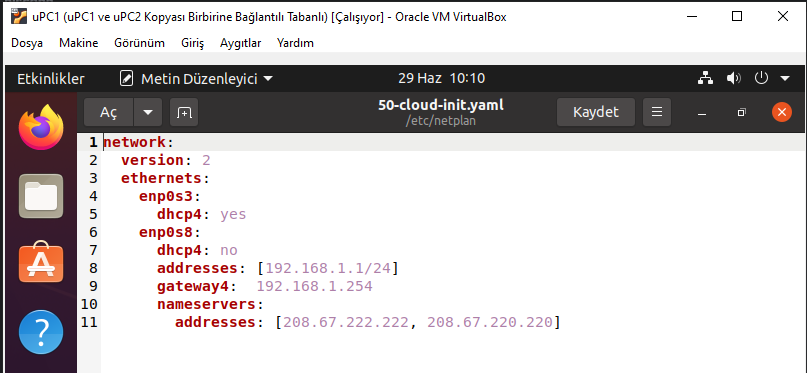 uPC1 (uPC1 ve uPC2 Kopyası Birbirine Bağlantılı Tabanlı) [Çalışıyor] - Oracle VM VirtualBox
Dosya Makine Görünüm Giriş Aygıtlar Yardım
Etkinlikler Metin Düzenleyici 29 Haz 10:10
Aç 50-cloud-init.yaml Kaydet
/etc/netplan
1 network:
2   version: 2
3   ethernets:
4     enp0s3:
5       dhcp4: yes
6     enp0s8:
7       dhcp4: no
8       addresses: [192.168.1.1/24]
9       gateway4:  192.168.1.254
10       nameservers:
11         addresses: [208.67.222.222, 208.67.220.220]